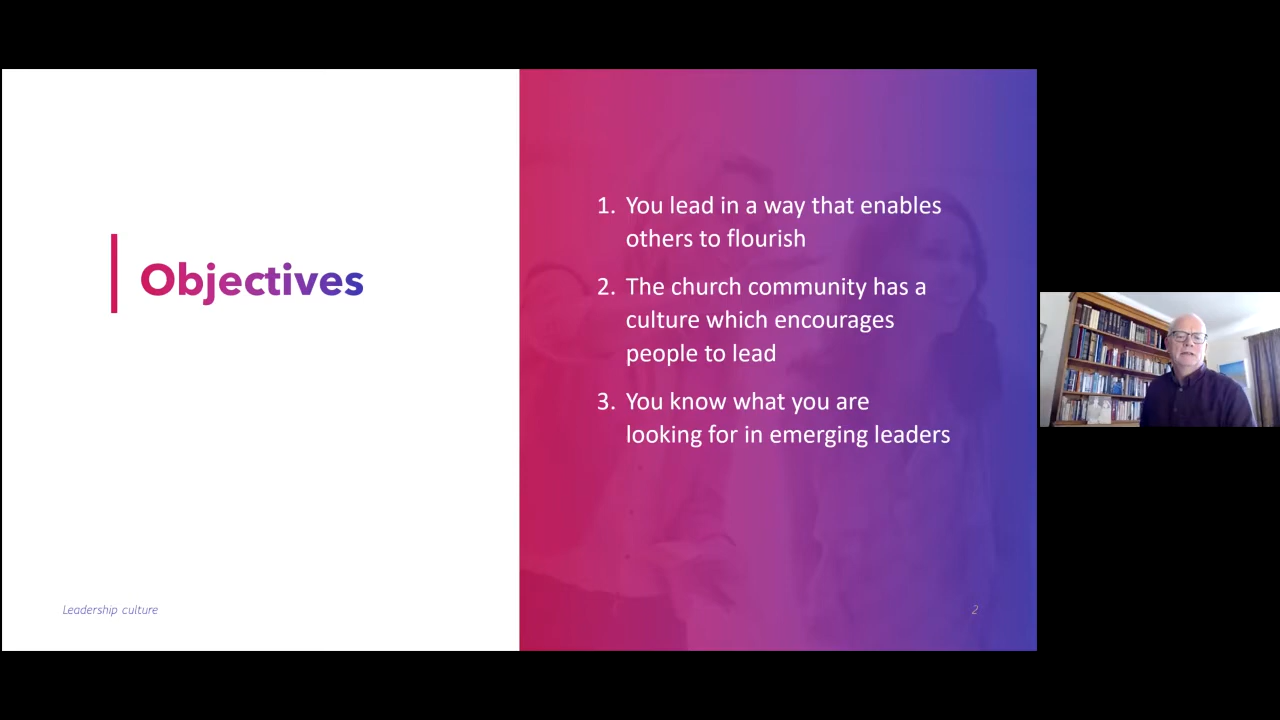 Objectives
1. You lead in a way that enables
others to flourish
2. The church community has a
culture which encourages
people to lead
3. You know what you are
looking for in emerging leaders
Leadership culture
2